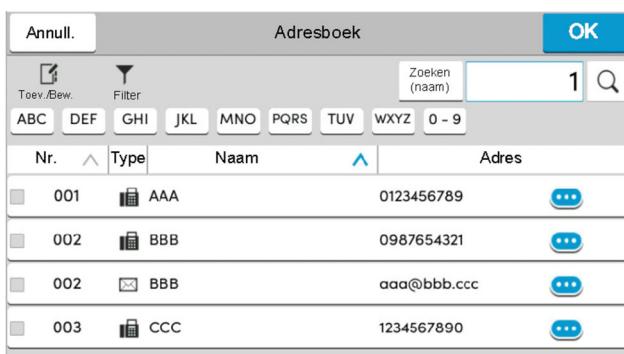 Annull. Adresboek OK
Toev./Bew. Filter Zoeken (naam) 1
ABC DEF GHI JKL MNO PQRS TUV WXYZ 0 - 9
Nr. Type Naam Adres
001 AAA 0123456789
002 BBB 0987654321
002 BBB aaa@bbb.ccc
003 CCC 1234567890